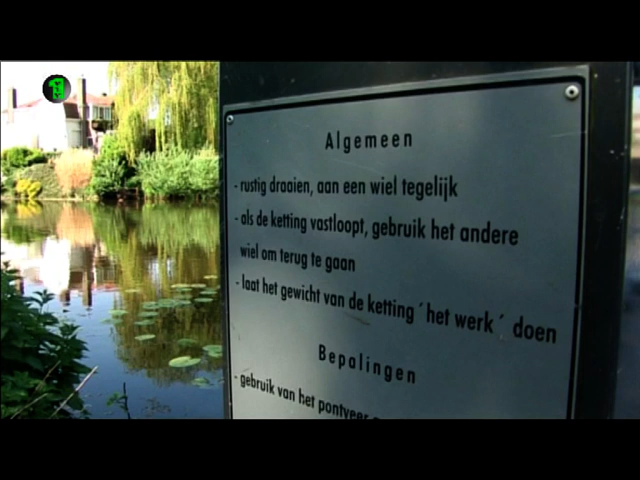 Algemeen
- rustig draaien, aan een wiel tegelijk
- als de ketting vastloopt, gebruik het andere
wiel om terug te gaan
- laat het gewicht van de ketting ´het werk´ doen
Bepalingen
- gebruik van het pontveer